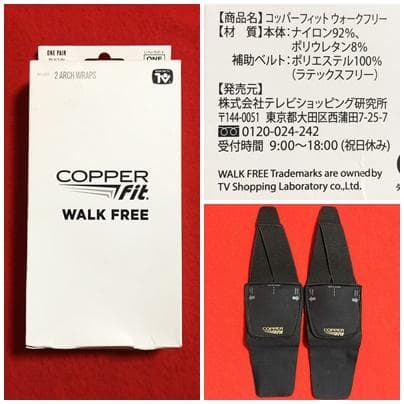 ONE PAIR
UNISEX
ONE
2 ARCH WRAPS
TV
COPPER
fit.
WALK FREE
【商品名】コッパーフィット ウォークフリー
【材　質】本体：ナイロン92%、
ポリウレタン8%
補助ベルト：ポリエステル100%
（ラテックスフリー）
【発売元】
株式会社テレビショッピング研究所
〒144-0051　東京都大田区西蒲田7-25-7
0120-024-242
受付時間　9:00～18:00 (祝日休み)
WALK FREE Trademarks are owned by
TV Shopping Laboratory co.,Ltd.
COPPER
fit
COPPER
fit